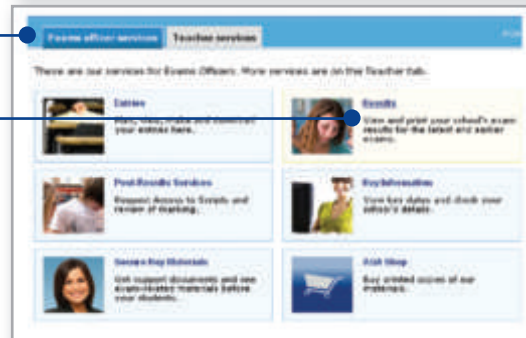 Exams officer services
Teacher services
These are our services for Exams Officers. More services are on the Teacher tab.
Entries
your entries here.
Results
View and print your school's exam
results for the latest and earlier
exams.
Post-Results Services
Request Access to Scripts and
review of marking.
Key Information
View key dates and check your
school's details.
Secure Key Materials
Get support documents and see
exam-related materials before
your students.
Visit Shop
Buy printed copies of our
materials.